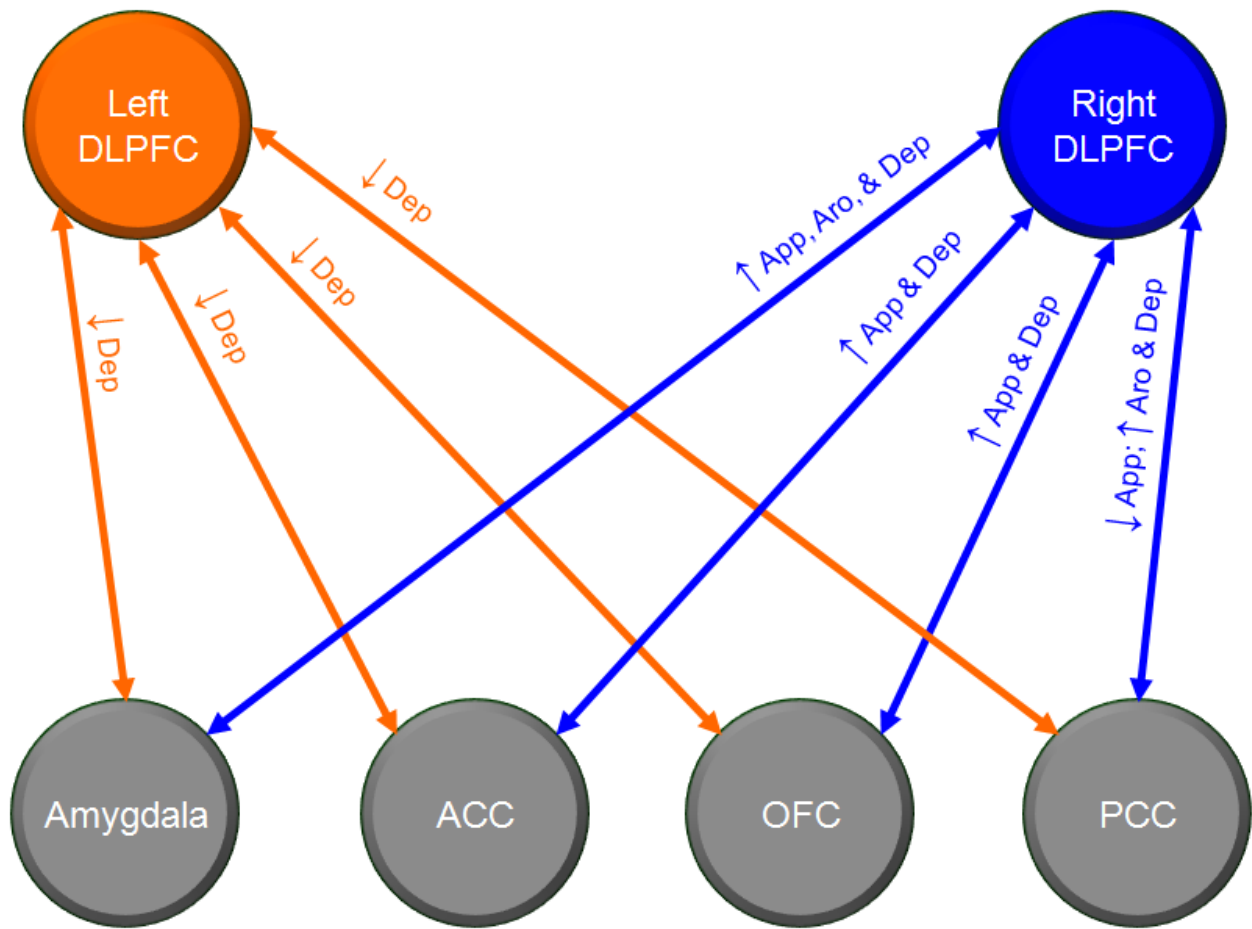 Left
DLPFC
Right
DLPFC
↓ Dep
↓ Dep
↓ Dep
↓ Dep
↑ App, Aro, & Dep
↑ App & Dep
↑ App & Dep
↓ App; ↑ Aro & Dep
Amygdala
ACC
OFC
PCC